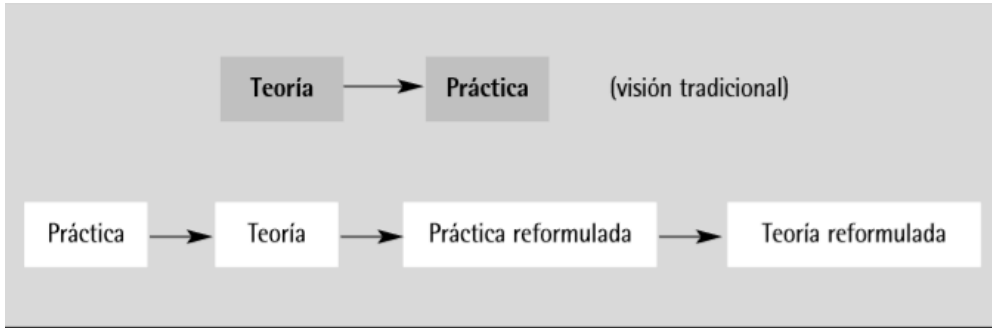 Teoría Práctica (visión tradicional)
Práctica Teoría Práctica reformulada Teoría reformulada